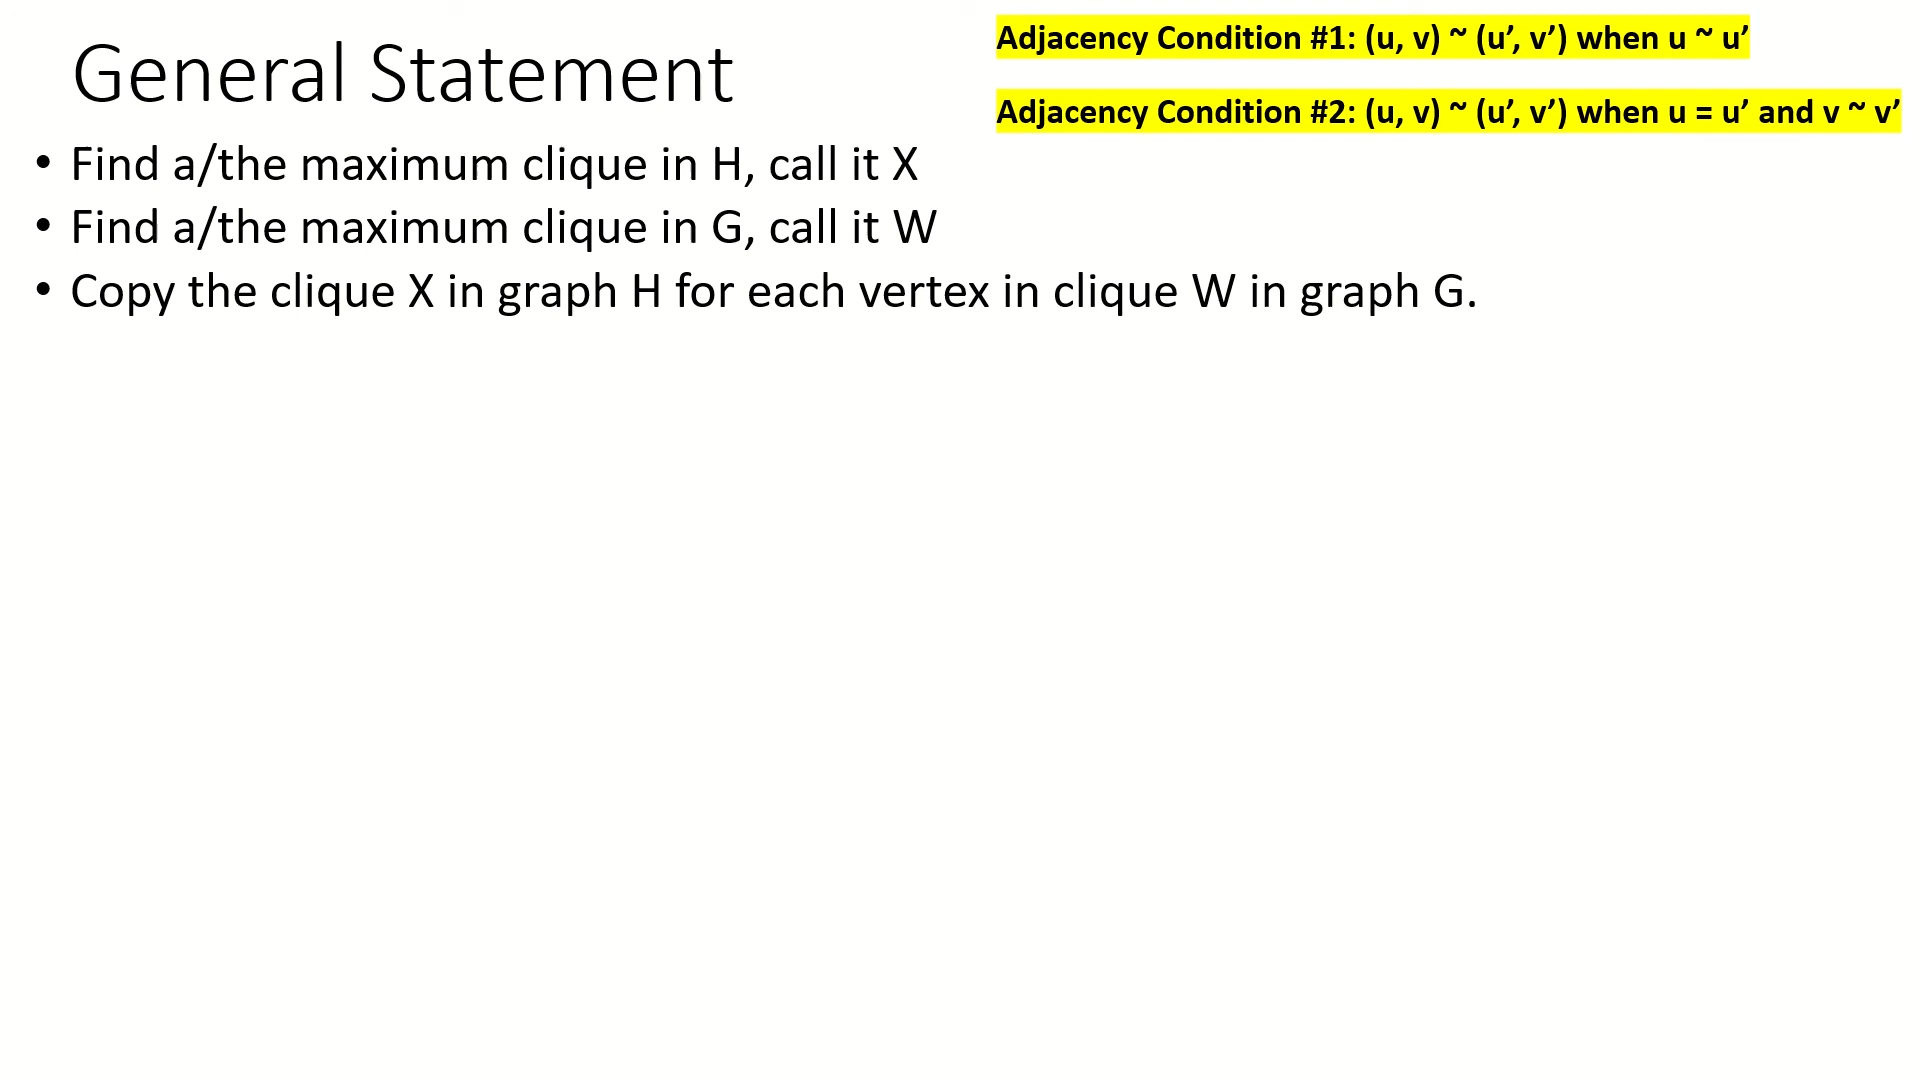 General Statement
Adjacency Condition #1: (u, v) ~ (u’, v’) when u ~ u’
Adjacency Condition #2: (u, v) ~ (u’, v’) when u = u’ and v ~ v’
• Find a/the maximum clique in H, call it X
• Find a/the maximum clique in G, call it W
• Copy the clique X in graph H for each vertex in clique W in graph G.